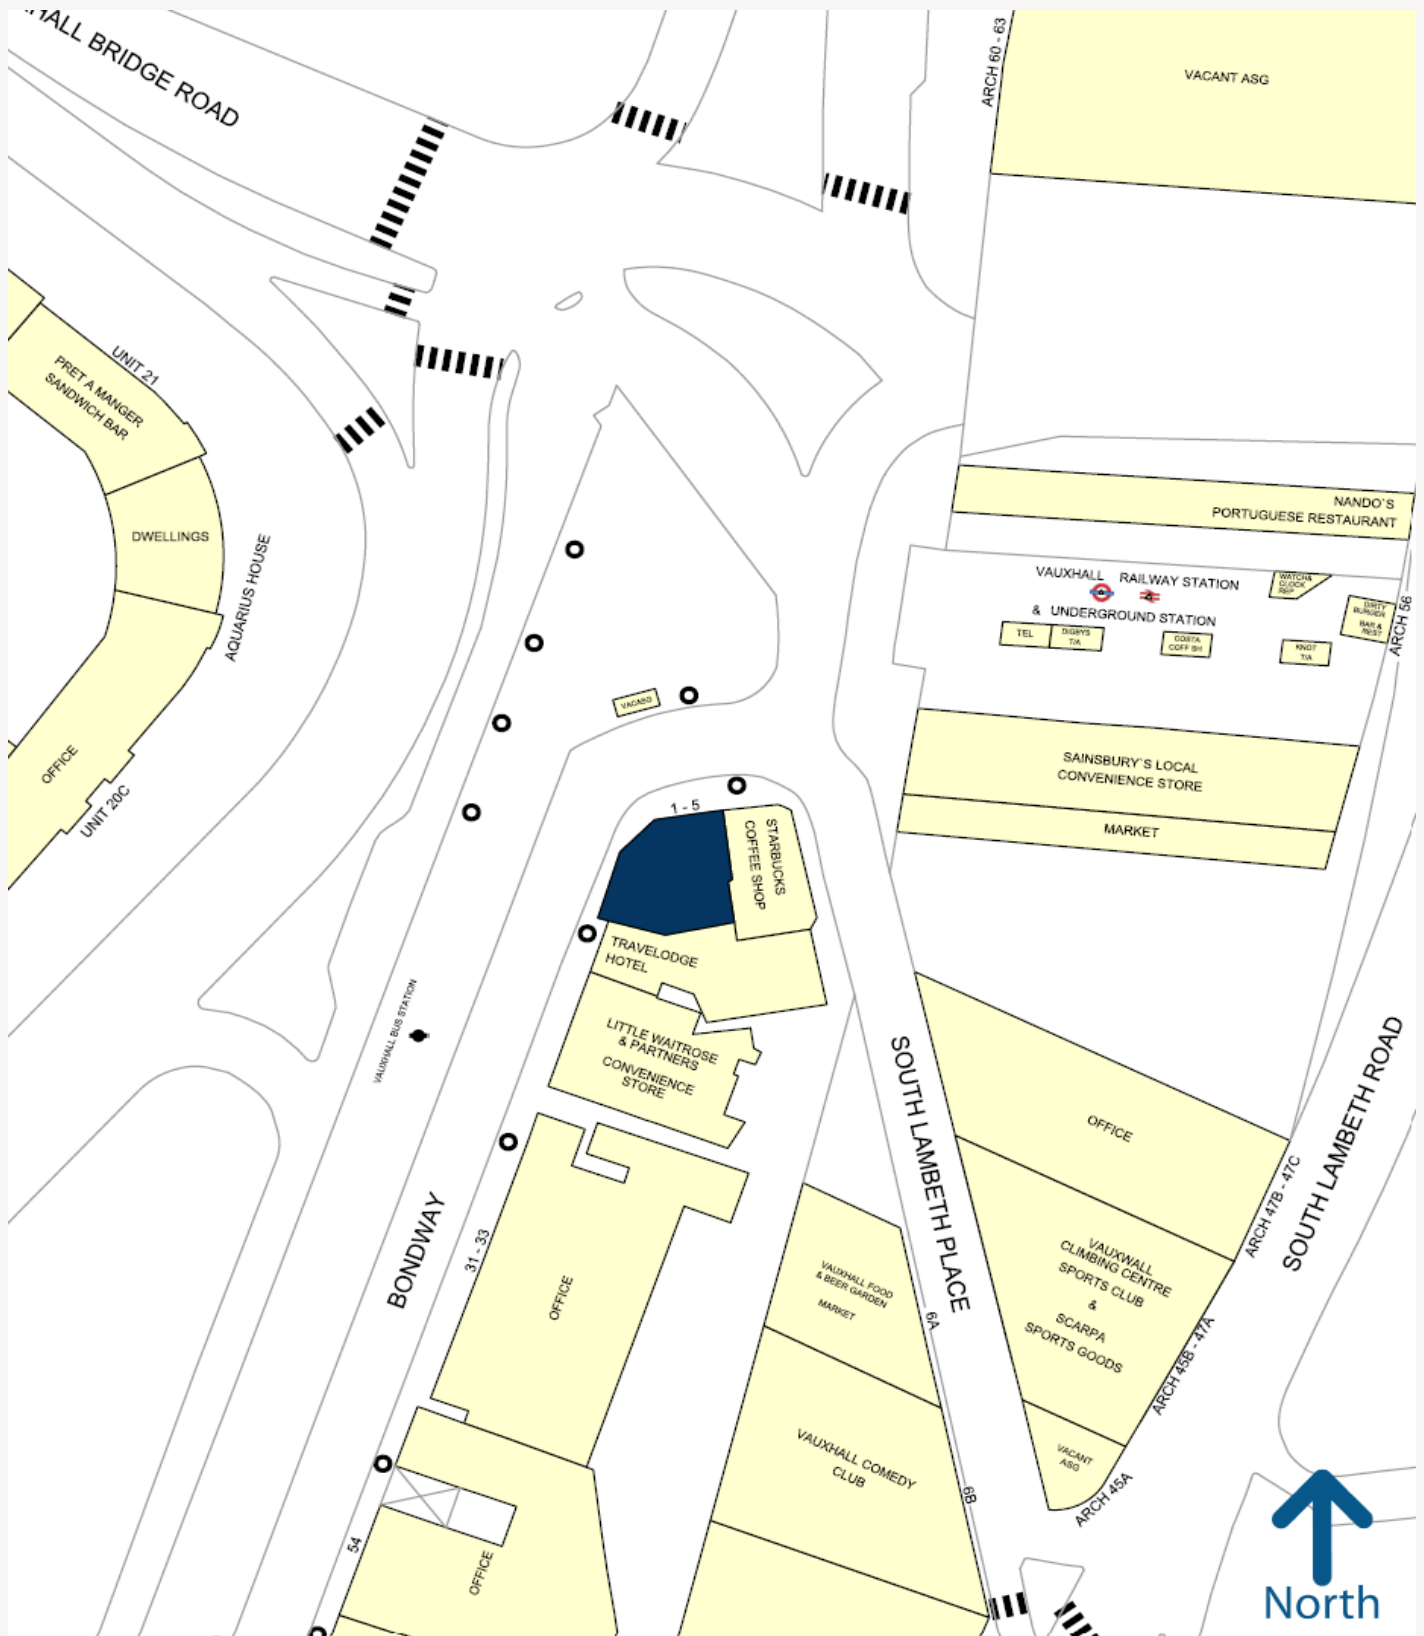 HALL BRIDGE ROAD
ARCH 60 - 63
VACANT ASG
UNIT 21
PRET A MANGER
SANDWICH BAR
DWELLINGS
AQUARIUS HOUSE
OFFICE
UNIT 20C
NANDO`S
PORTUGUESE RESTAURANT
VAUXHALL RAILWAY STATION
& UNDERGROUND STATION
WATCH&
CLOCK
REP
DIRTY
BURGER
BAR &
REST
ARCH 56
TEL
DIGBYS
T/A
COSTA
COFF SH
KNOT
T/A
VACASG
SAINSBURY`S LOCAL
CONVENIENCE STORE
MARKET
1 - 5
STARBUCKS
COFFEE SHOP
TRAVELODGE
HOTEL
VAUXHALL BUS STATION
LITTLE WAITROSE
& PARTNERS
CONVENIENCE
STORE
SOUTH LAMBETH PLACE
SOUTH LAMBETH ROAD
OFFICE
ARCH 47B - 47C
BONDWAY
31 - 33
OFFICE
VAUXHALL FOOD
& BEER GARDEN
MARKET
6A
VAUXWALL
CLIMBING CENTRE
SPORTS CLUB
&
SCARPA
SPORTS GOODS
ARCH 45B - 47A
VAUXHALL COMEDY
CLUB
6B
VACANT
ASG
ARCH 45A
54
OFFICE
North